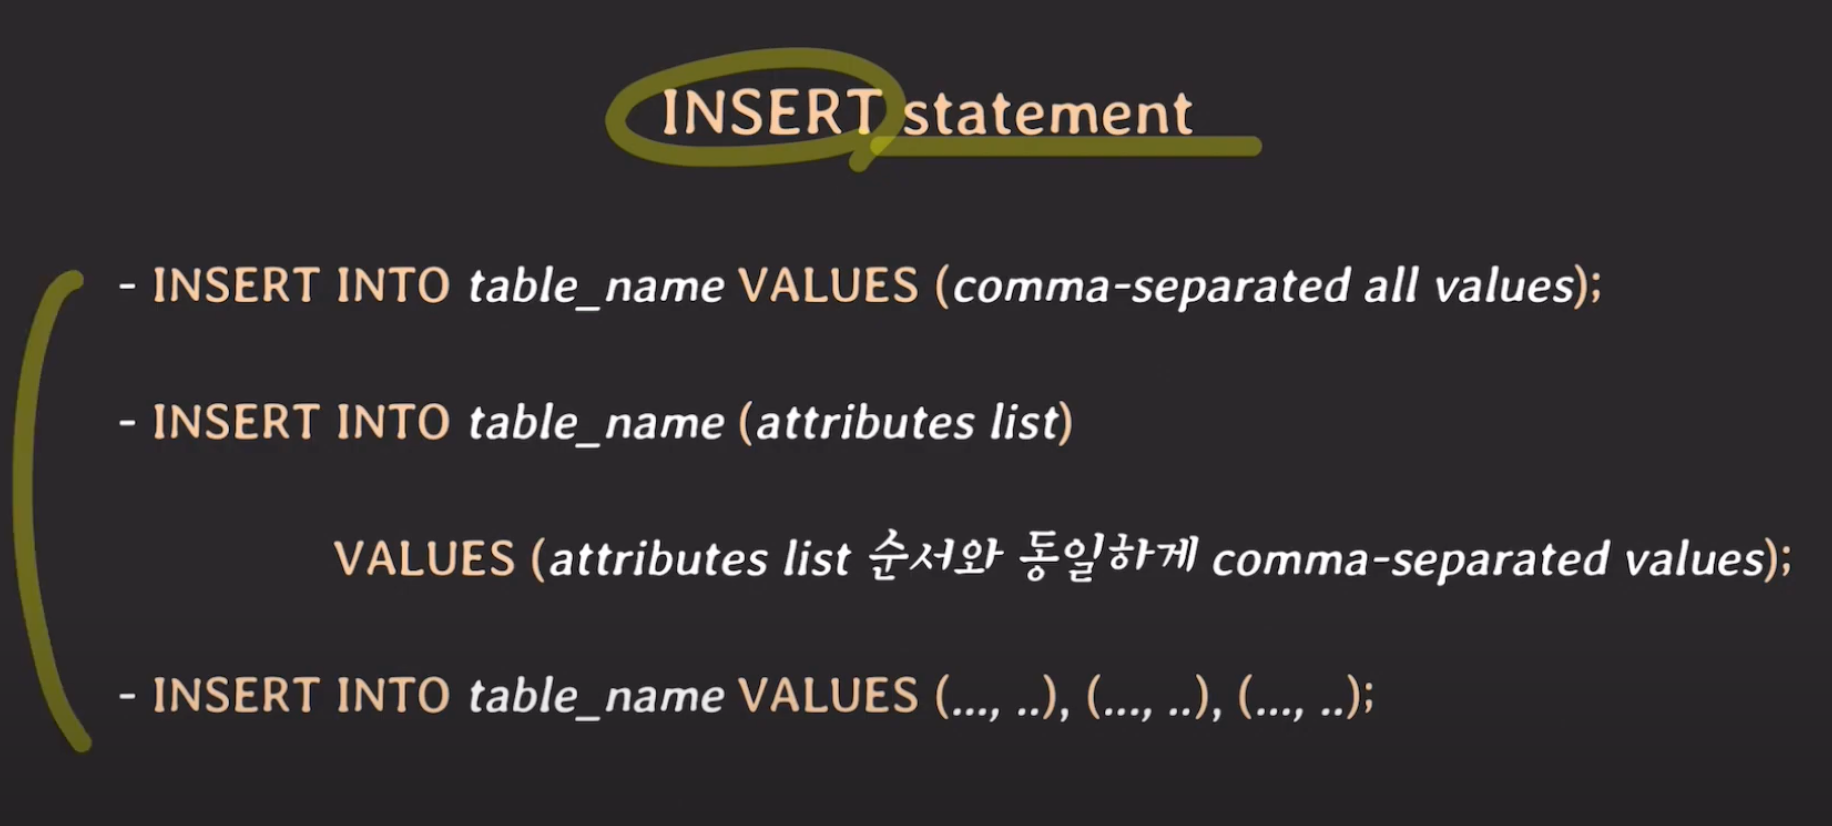 INSERT statement
- INSERT INTO table_name VALUES (comma-separated all values);
- INSERT INTO table_name (attributes list)
VALUES (attributes list 순서와 동일하게 comma-separated values);
- INSERT INTO table_name VALUES (..., ..), (..., ..), (..., ..);